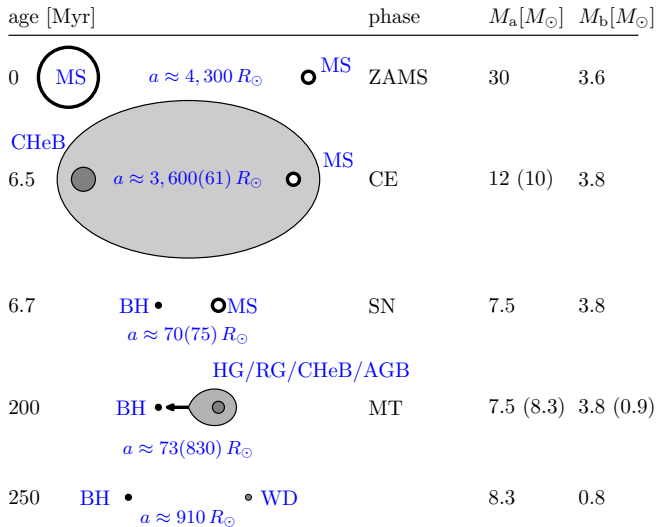 age [Myr] phase M_a[M_⊙] M_b[M_⊙]
0 MS a ≈ 4, 300 R_⊙ MS ZAMS 30 3.6
CHeB
6.5 a ≈ 3, 600(61) R_⊙ MS CE 12 (10) 3.8
6.7 BH MS SN 7.5 3.8
a ≈ 70(75) R_⊙
HG/RG/CHeB/AGB
200 BH MT 7.5 (8.3) 3.8 (0.9)
a ≈ 73(830) R_⊙
250 BH WD 8.3 0.8
a ≈ 910 R_⊙